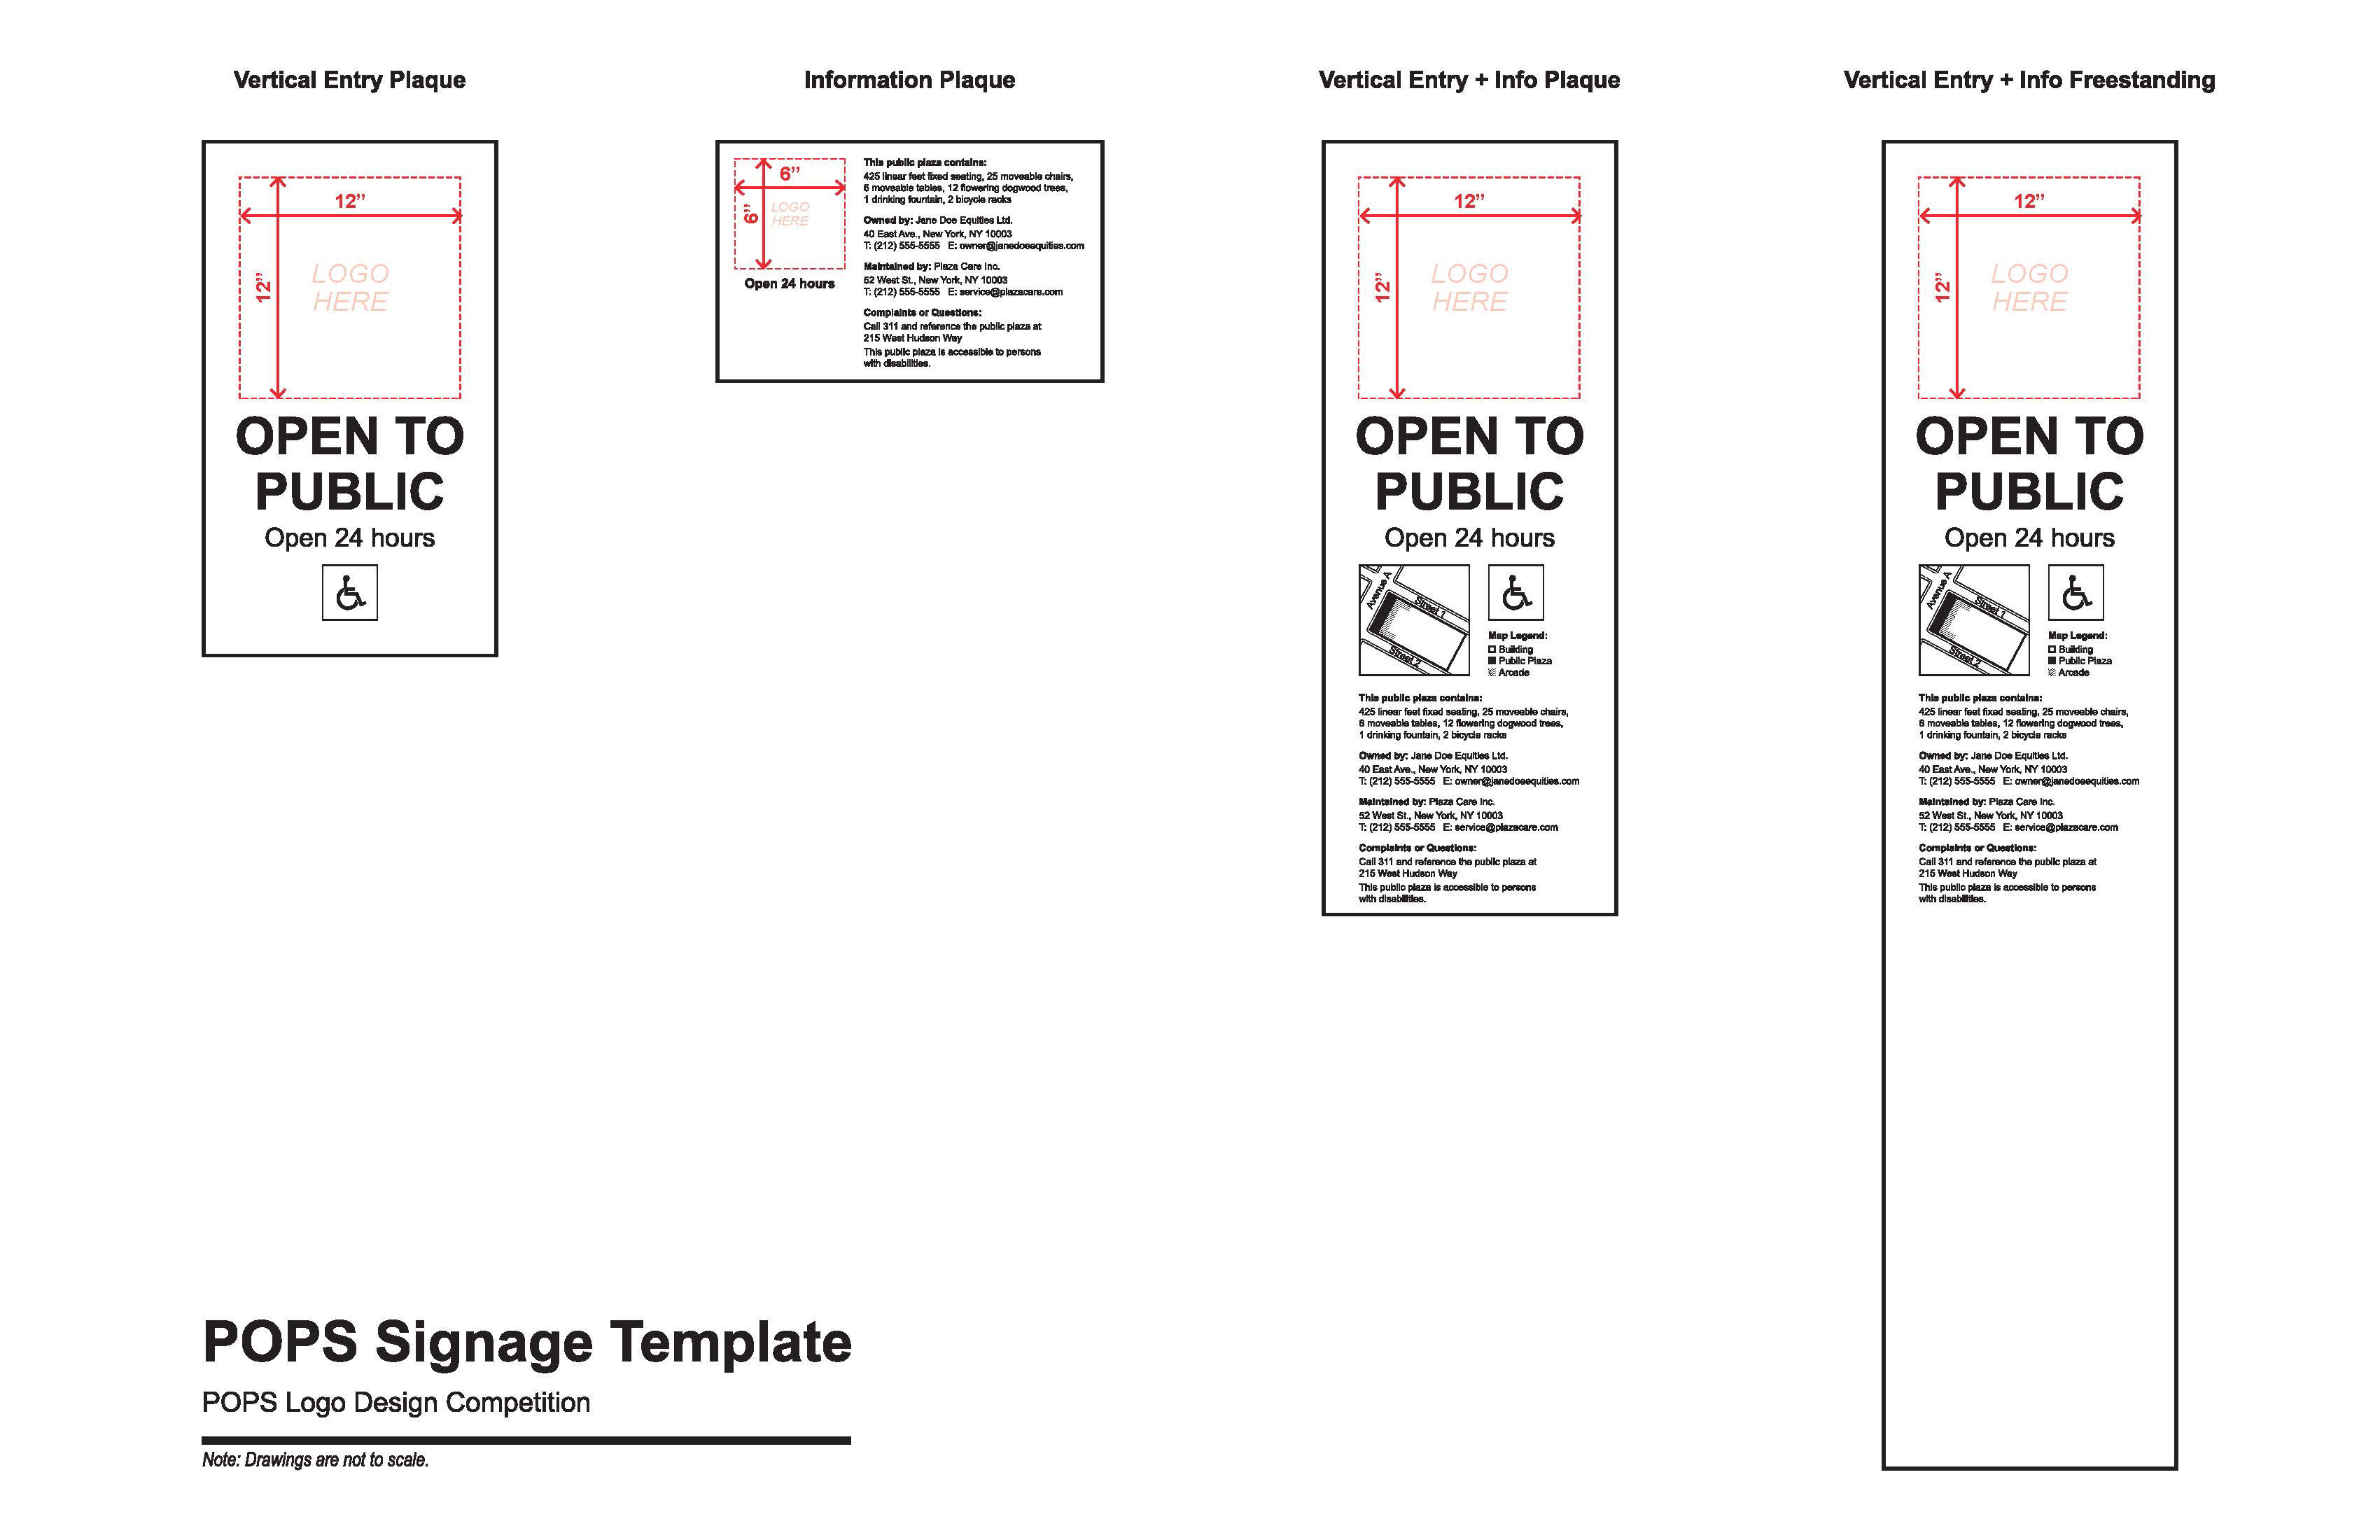 Vertical Entry Plaque
12”
12”
LOGO
HERE
OPEN TO
PUBLIC
Open 24 hours
Information Plaque
6”
6”
LOGO
HERE
Open 24 hours
This public plaza contains:
425 linear feet fixed seating, 25 moveable chairs,
6 moveable tables, 12 flowering dogwood trees,
1 drinking fountain, 2 bicycle racks
Owned by: Jane Doe Equities Ltd.
40 East Ave., New York, NY 10003
T: (212) 555-5555 E: owner@janedoeequities.com
Maintained by: Plaza Care Inc.
52 West St., New York, NY 10003
T: (212) 555-5555 E: service@plazacare.com
Complaints or Questions:
Call 311 and reference the public plaza at
215 West Hudson Way
This public plaza is accessible to persons
with disabilities.
Vertical Entry + Info Plaque
12”
12”
LOGO
HERE
OPEN TO
PUBLIC
Open 24 hours
Avenue A
Street 1
Street 2
Map Legend:
Building
Public Plaza
Arcade
This public plaza contains:
425 linear feet fixed seating, 25 moveable chairs,
6 moveable tables, 12 flowering dogwood trees,
1 drinking fountain, 2 bicycle racks
Owned by: Jane Doe Equities Ltd.
40 East Ave., New York, NY 10003
T: (212) 555-5555 E: owner@janedoeequities.com
Maintained by: Plaza Care Inc.
52 West St., New York, NY 10003
T: (212) 555-5555 E: service@plazacare.com
Complaints or Questions:
Call 311 and reference the public plaza at
215 West Hudson Way
This public plaza is accessible to persons
with disabilities.
Vertical Entry + Info Freestanding
12”
12”
LOGO
HERE
OPEN TO
PUBLIC
Open 24 hours
Avenue A
Street 1
Street 2
Map Legend:
Building
Public Plaza
Arcade
This public plaza contains:
425 linear feet fixed seating, 25 moveable chairs,
6 moveable tables, 12 flowering dogwood trees,
1 drinking fountain, 2 bicycle racks
Owned by: Jane Doe Equities Ltd.
40 East Ave., New York, NY 10003
T: (212) 555-5555 E: owner@janedoeequities.com
Maintained by: Plaza Care Inc.
52 West St., New York, NY 10003
T: (212) 555-5555 E: service@plazacare.com
Complaints or Questions:
Call 311 and reference the public plaza at
215 West Hudson Way
This public plaza is accessible to persons
with disabilities.
POPS Signage Template
POPS Logo Design Competition
Note: Drawings are not to scale.